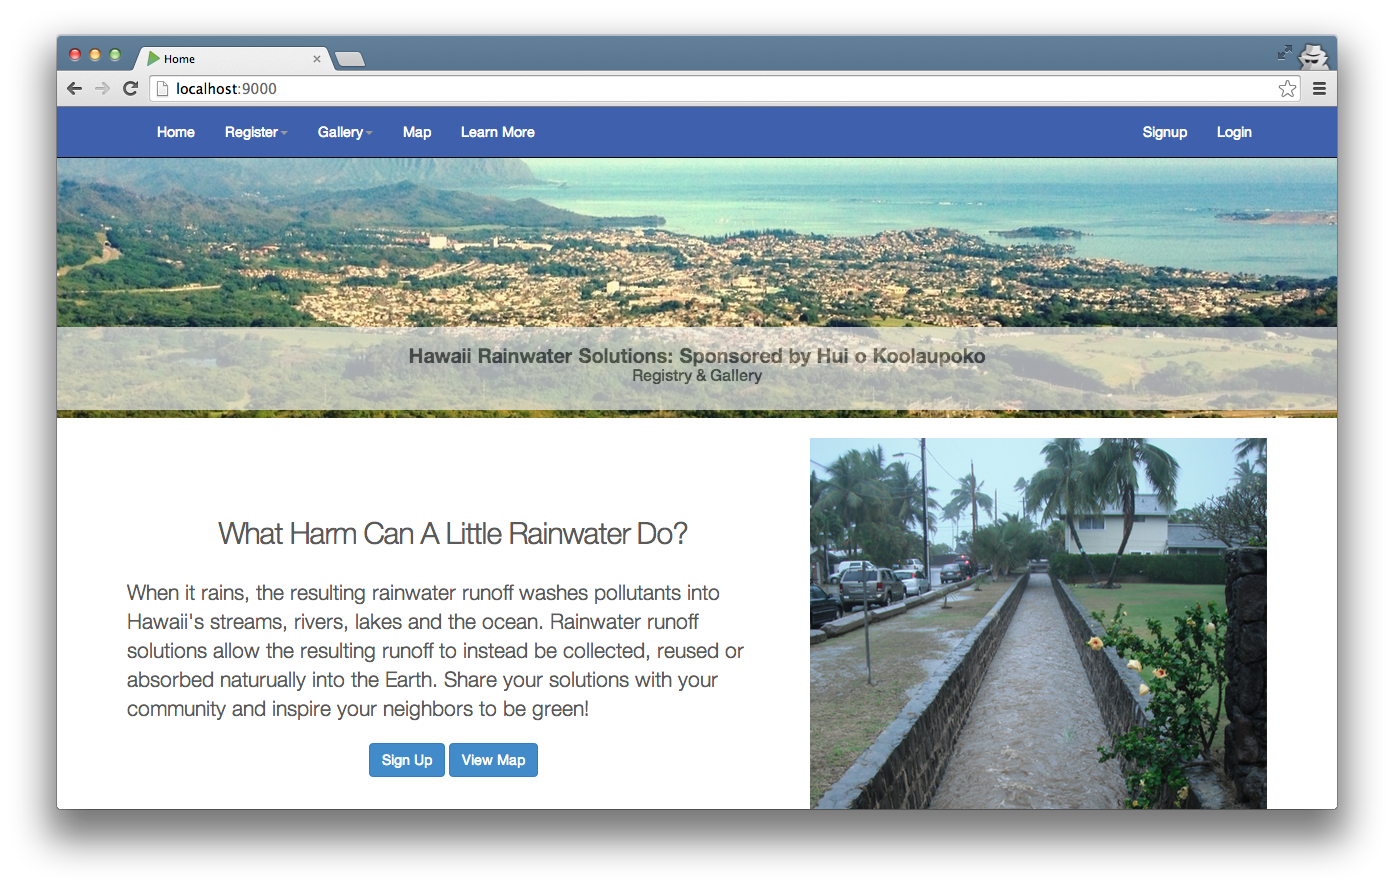 Home
localhost:9000
Home Register Gallery Map Learn More Signup Login
Hawaii Rainwater Solutions: Sponsored by Hui o Koolaupoko
Registry & Gallery
What Harm Can A Little Rainwater Do?
When it rains, the resulting rainwater runoff washes pollutants into
Hawaii's streams, rivers, lakes and the ocean. Rainwater runoff
solutions allow the resulting runoff to instead be collected, reused or
absorbed naturually into the Earth. Share your solutions with your
community and inspire your neighbors to be green!
Sign Up View Map